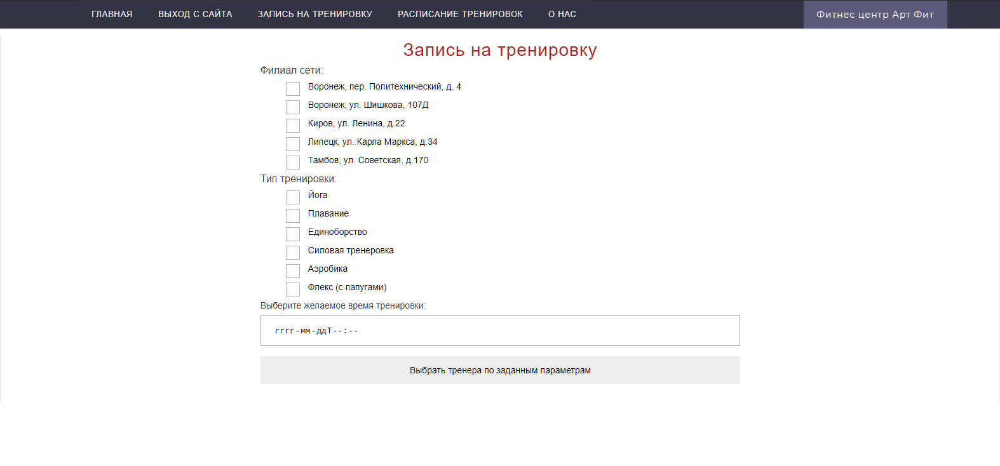 ГЛАВНАЯ ВЫХОД С САЙТА ЗАПИСЬ НА ТРЕНИРОВКУ РАСПИСАНИЕ ТРЕНИРОВОК О НАС Фитнес центр Арт Фит
Запись на тренировку
Филиал сети:
Воронеж, пер. Политехнический, д. 4
Воронеж, ул. Шишкова, 107Д
Киров, ул. Ленина, д.22
Липецк, ул. Карла Маркса, д.34
Тамбов, ул. Советская, д.170
Тип тренировки:
Йога
Плавание
Единоборство
Силовая тренеровка
Аэробика
Флекс (с папугами)
Выберите желаемое время тренировки:
гггг-мм-ддТ--:--
Выбрать тренера по заданным параметрам